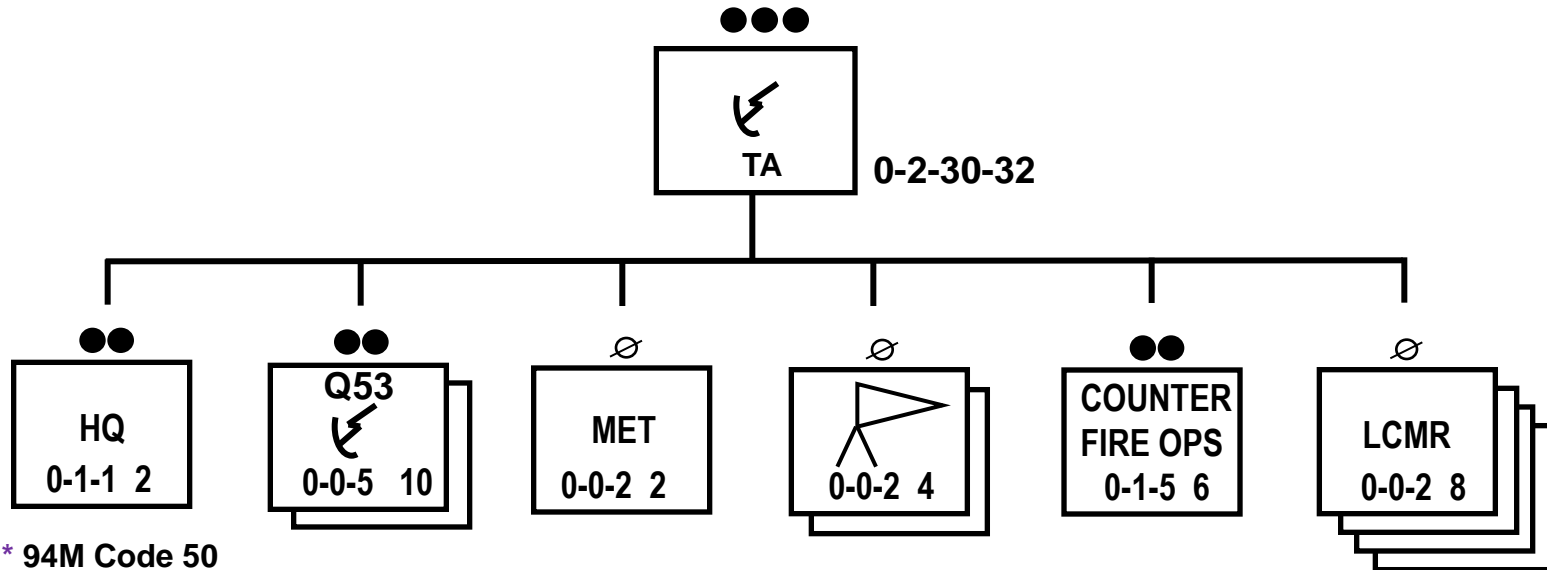 TA
0-2-30-32
HQ
0-1-1 2
Q53
0-0-5 10
MET
0-0-2 2
0-0-2 4
COUNTER
FIRE OPS
0-1-5 6
LCMR
0-0-2 8
* 94M Code 50